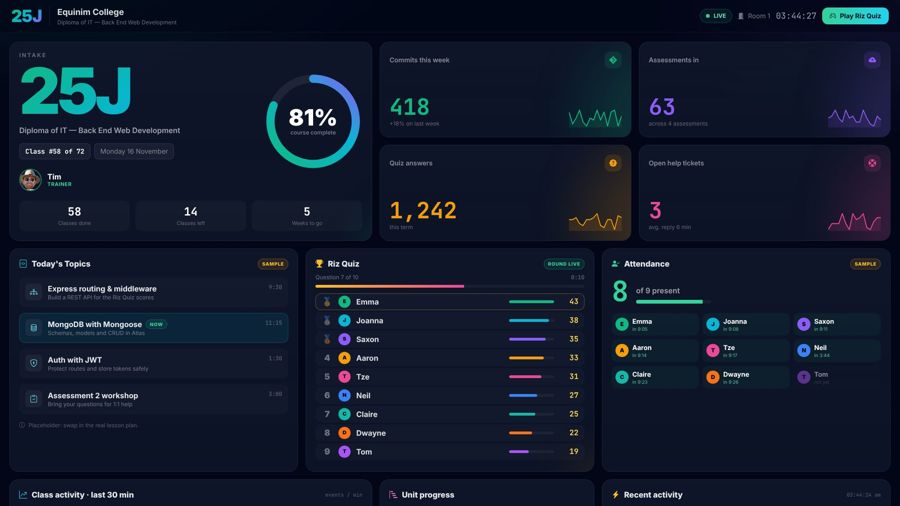 25J
Equinim College
Diploma of IT — Back End Web Development
LIVE
Room 1
03:44:27
Play Riz Quiz
INTAKE
25J
Diploma of IT — Back End Web Development
Class #58 of 72
Monday 16 November
Tim
TRAINER
81%
course complete
58
Classes done
14
Classes left
5
Weeks to go
Commits this week
418
+18% on last week
Assessments in
63
across 4 assessments
Quiz answers
1,242
this term
Open help tickets
3
avg. reply 6 min
Today's Topics
SAMPLE
Express routing & middleware
9:30
Build a REST API for the Riz Quiz scores
MongoDB with Mongoose
NOW
11:15
Schemas, models and CRUD in Atlas
Auth with JWT
1:30
Protect routes and store tokens safely
Assessment 2 workshop
3:00
Bring your questions for 1:1 help
Placeholder: swap in the real lesson plan.
Riz Quiz
ROUND LIVE
Question 7 of 10
0:10
E Emma 43
J Joanna 38
S Saxon 35
4 A Aaron 33
5 T Tze 31
6 N Neil 27
7 C Claire 25
8 D Dwayne 22
9 T Tom 19
Attendance
SAMPLE
8 of 9 present
E Emma
in 9:05
J Joanna
in 9:08
S Saxon
in 9:11
A Aaron
in 9:14
T Tze
in 9:17
N Neil
in 3:44
C Claire
in 9:23
D Dwayne
in 9:26
T Tom
Class activity · last 30 min
events / min
Unit progress
Recent activity
03:44:24 am